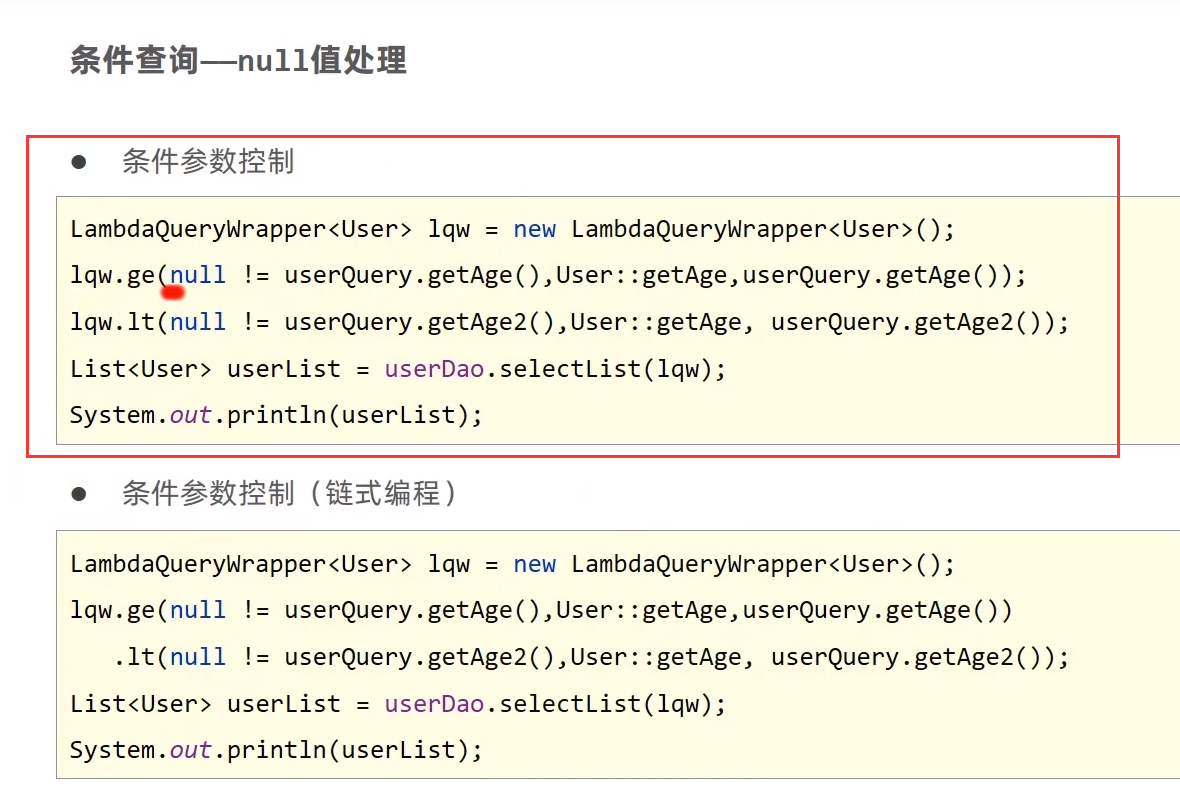 条件查询——null值处理
● 条件参数控制
LambdaQueryWrapper<User> lqw = new LambdaQueryWrapper<User>();
lqw.ge(null != userQuery.getAge(),User::getAge,userQuery.getAge());
lqw.lt(null != userQuery.getAge2(),User::getAge, userQuery.getAge2());
List<User> userList = userDao.selectList(lqw);
System.out.println(userList);
● 条件参数控制（链式编程）
LambdaQueryWrapper<User> lqw = new LambdaQueryWrapper<User>();
lqw.ge(null != userQuery.getAge(),User::getAge,userQuery.getAge())
   .lt(null != userQuery.getAge2(),User::getAge, userQuery.getAge2());
List<User> userList = userDao.selectList(lqw);
System.out.println(userList);